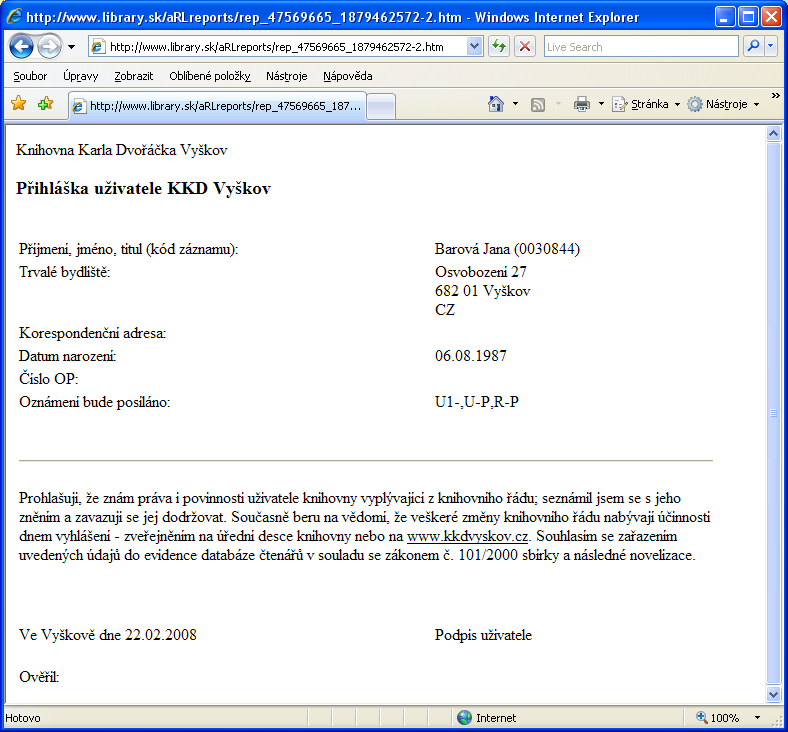 http://www.library.sk/aRLreports/rep_47569665_1879462572-2.htm - Windows Internet Explorer
http://www.library.sk/aRLreports/rep_47569665_1879462572-2.htm
Live Search
Soubor Úpravy Zobrazit Oblíbené položky Nástroje Nápověda
http://www.library.sk/aRLreports/rep_47569665_187...
Stránka Nástroje »
Knihovna Karla Dvořáčka Vyškov
Přihláška uživatele KKD Vyškov
Příjmení, jméno, titul (kód záznamu): Barová Jana (0030844)
Trvalé bydliště: Osvobození 27
682 01 Vyškov
CZ
Korespondenční adresa:
Datum narození: 06.08.1987
Číslo OP:
Oznámení bude posíláno: U1-,U-P,R-P
Prohlašuji, že znám práva i povinnosti uživatele knihovny vyplývající z knihovního řádu; seznámil jsem se s jeho
zněním a zavazuji se jej dodržovat. Současně beru na vědomí, že veškeré změny knihovního řádu nabývají účinnosti
dnem vyhlášení - zveřejněním na úřední desce knihovny nebo na www.kkdvyskov.cz. Souhlasím se zařazením
uvedených údajů do evidence databáze čtenářů v souladu se zákonem č. 101/2000 sbírky a následné novelizace.
Ve Vyškově dne 22.02.2008 Podpis uživatele
Ověřil:
Hotovo Internet 100%